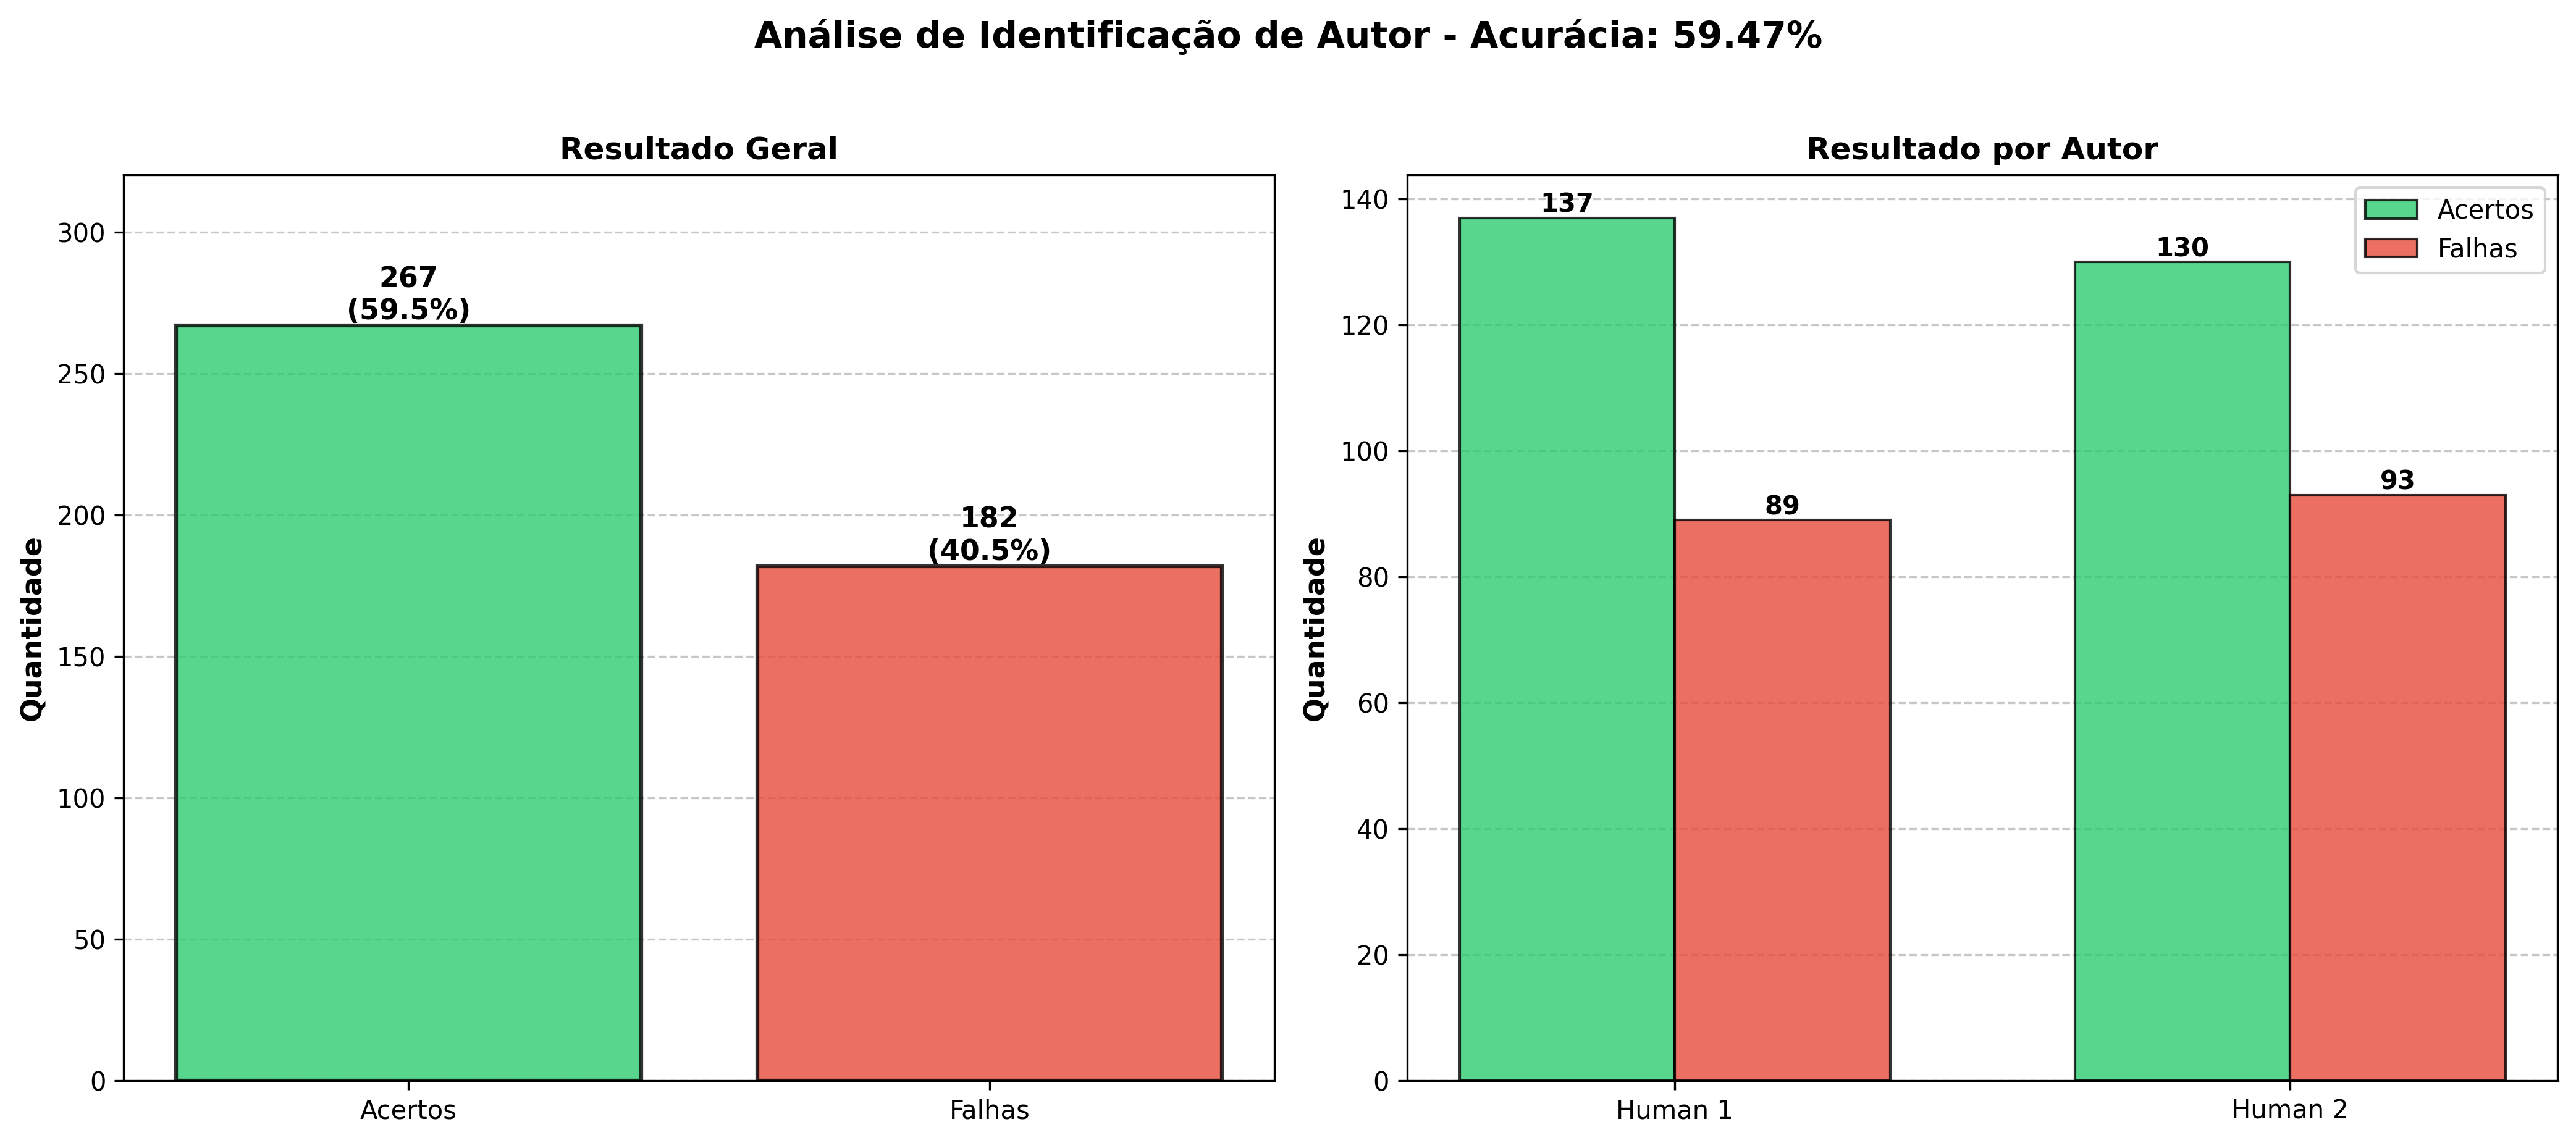 Análise de Identificação de Autor - Acurácia: 59.47%
Resultado Geral
Quantidade
300
250
200
150
100
50
0
267
(59.5%)
182
(40.5%)
Acertos
Falhas
Resultado por Autor
Quantidade
140
120
100
80
60
40
20
0
137
89
130
93
Human 1
Human 2
Acertos
Falhas